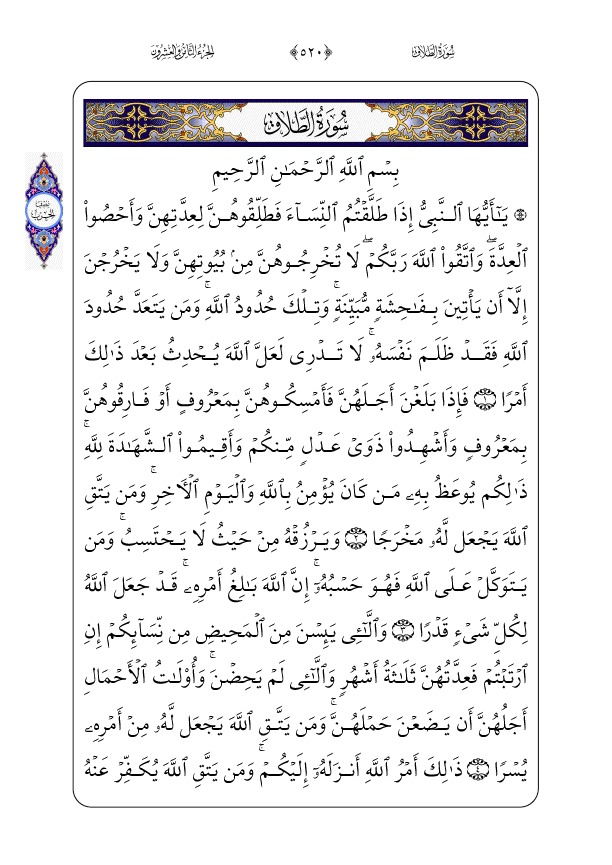 سُورَةُ الطَّلَاقِ ﴿٥٢٠﴾ الجُزءُ الثَّامِنُ وَالعِشْرُونَ
سُورَةُ الطَّلَاقِ
بِسْمِ ٱللَّهِ ٱلرَّحْمَـٰنِ ٱلرَّحِيمِ
يَـٰٓأَيُّهَا ٱلنَّبِىُّ إِذَا طَلَّقْتُمُ ٱلنِّسَآءَ فَطَلِّقُوهُنَّ لِعِدَّتِهِنَّ وَأَحْصُوا۟
ٱلْعِدَّةَ ۖ وَٱتَّقُوا۟ ٱللَّهَ رَبَّكُمْ ۖ لَا تُخْرِجُوهُنَّ مِنۢ بُيُوتِهِنَّ وَلَا يَخْرُجْنَ
إِلَّآ أَن يَأْتِينَ بِفَـٰحِشَةٍ مُّبَيِّنَةٍ ۚ وَتِلْكَ حُدُودُ ٱللَّهِ ۚ وَمَن يَتَعَدَّ حُدُودَ
ٱللَّهِ فَقَدْ ظَلَمَ نَفْسَهُۥ ۚ لَا تَدْرِى لَعَلَّ ٱللَّهَ يُحْدِثُ بَعْدَ ذَٰلِكَ
أَمْرًا ١ فَإِذَا بَلَغْنَ أَجَلَهُنَّ فَأَمْسِكُوهُنَّ بِمَعْرُوفٍ أَوْ فَارِقُوهُنَّ
بِمَعْرُوفٍ وَأَشْهِدُوا۟ ذَوَىْ عَدْلٍ مِّنكُمْ وَأَقِيمُوا۟ ٱلشَّهَـٰدَةَ لِلَّهِ ۚ
ذَٰلِكُمْ يُوعَظُ بِهِۦ مَن كَانَ يُؤْمِنُ بِٱللَّهِ وَٱلْيَوْمِ ٱلْـَٔاخِرِ ۚ وَمَن يَتَّقِ
ٱللَّهَ يَجْعَل لَّهُۥ مَخْرَجًا ٢ وَيَرْزُقْهُ مِنْ حَيْثُ لَا يَحْتَسِبُ ۚ وَمَن
يَتَوَكَّلْ عَلَى ٱللَّهِ فَهُوَ حَسْبُهُۥٓ ۚ إِنَّ ٱللَّهَ بَـٰلِغُ أَمْرِهِۦ ۚ قَدْ جَعَلَ ٱللَّهُ
لِكُلِّ شَىْءٍ قَدْرًا ٣ وَٱلَّـٰٓـِٔى يَئِسْنَ مِنَ ٱلْمَحِيضِ مِن نِّسَآئِكُمْ إِنِ
ٱرْتَبْتُمْ فَعِدَّتُهُنَّ ثَلَـٰثَةُ أَشْهُرٍ وَٱلَّـٰٓـِٔى لَمْ يَحِضْنَ ۚ وَأُو۟لَـٰتُ ٱلْأَحْمَالِ
أَجَلُهُنَّ أَن يَضَعْنَ حَمْلَهُنَّ ۚ وَمَن يَتَّقِ ٱللَّهَ يَجْعَل لَّهُۥ مِنْ أَمْرِهِۦ
يُسْرًا ٤ ذَٰلِكَ أَمْرُ ٱللَّهِ أَنزَلَهُۥٓ إِلَيْكُمْ ۚ وَمَن يَتَّقِ ٱللَّهَ يُكَفِّرْ عَنْهُ